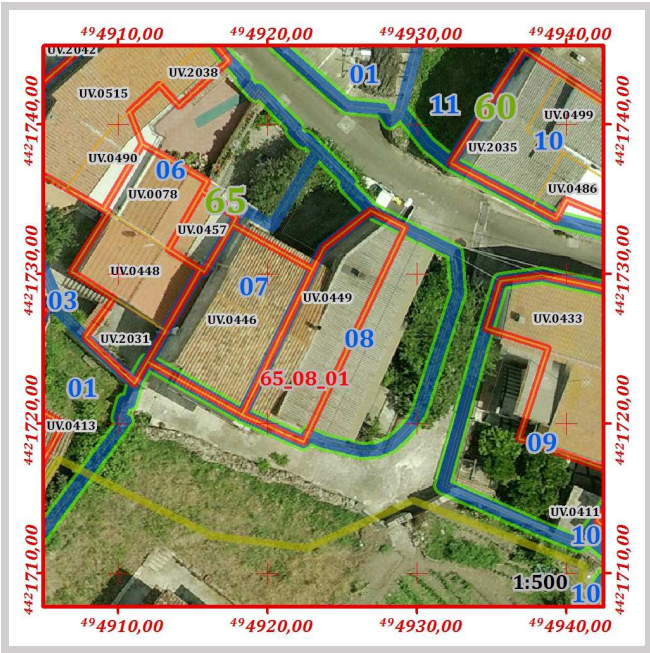 ⁴⁹4910,00 ⁴⁹4920,00 ⁴⁹4930,00 ⁴⁹4940,00
UV.2042
UV.2038
01
UV.0515
11
60
UV.0499
⁴⁴²1740,00
⁴⁴²1740,00
UV.2035
10
UV.0490
06
UV.0078
UV.0486
65
UV.0457
UV.0448
⁴⁴²1730,00
⁴⁴²1730,00
03
07
UV.0449
UV.0446
UV.0433
08
UV.2031
65_08_01
01
⁴⁴²1720,00
⁴⁴²1720,00
UV.0413
09
UV.0411
10
⁴⁴²1710,00
⁴⁴²1710,00
1:500
10
⁴⁹4910,00 ⁴⁹4920,00 ⁴⁹4930,00 ⁴⁹4940,00